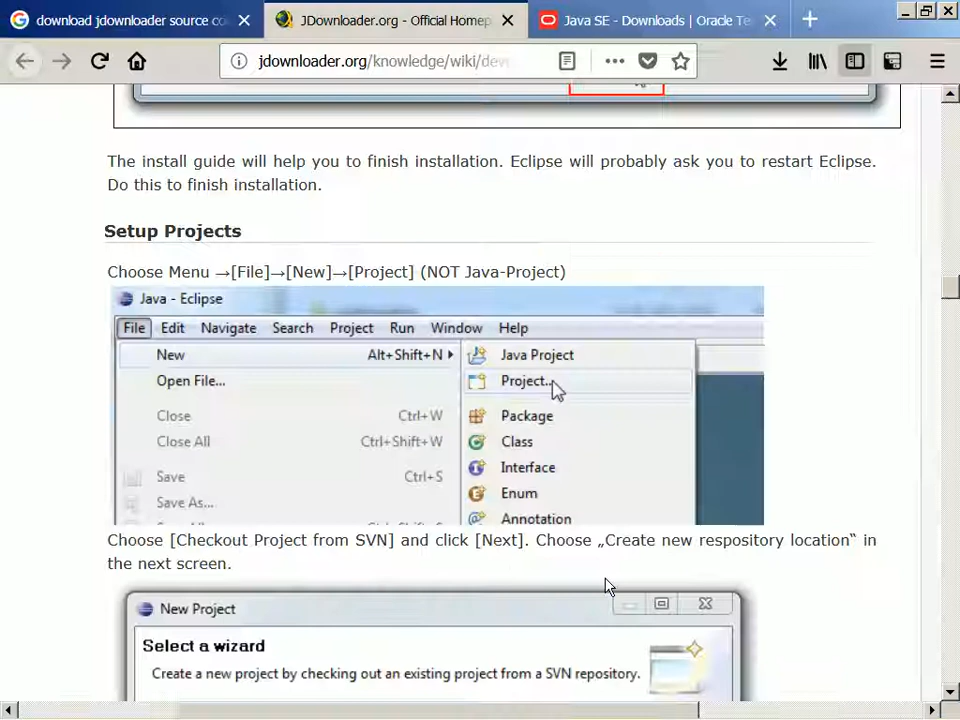 download jdownloader source co
JDownloader.org - Official Homep
Java SE - Downloads | Oracle Te
jdownloader.org/knowledge/wiki/dev
The install guide will help you to finish installation. Eclipse will probably ask you to restart Eclipse.
Do this to finish installation.
Setup Projects
Choose Menu →[File]→[New]→[Project] (NOT Java-Project)
Java - Eclipse
File Edit Navigate Search Project Run Window Help
New Alt+Shift+N
Java Project
Open File...
Project...
Close Ctrl+W
Package
Close All Ctrl+Shift+W
Class
Interface
Save Ctrl+S
Enum
Save As...
Annotation
Choose [Checkout Project from SVN] and click [Next]. Choose „Create new respository location“ in
the next screen.
New Project
Select a wizard
Create a new project by checking out an existing project from a SVN repository.